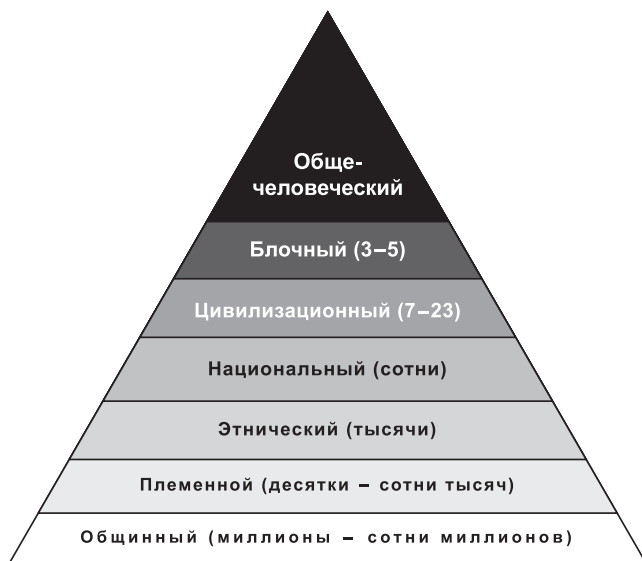 Обще-
человеческий
Блочный (3–5)
Цивилизационный (7–23)
Национальный (сотни)
Этнический (тысячи)
Племенной (десятки – сотни тысяч)
Общинный (миллионы – сотни миллионов)